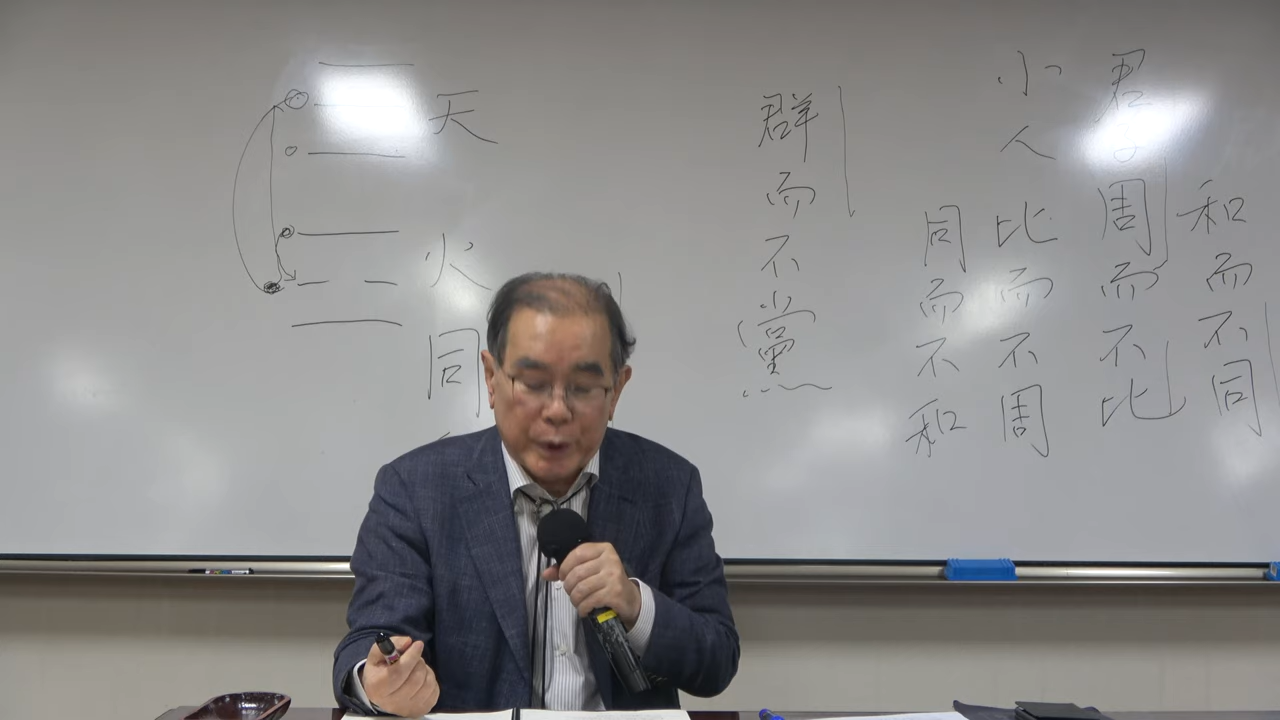 和而不同
君子周而不比
小人比而不周
同而不和
群而不黨
天
火
同